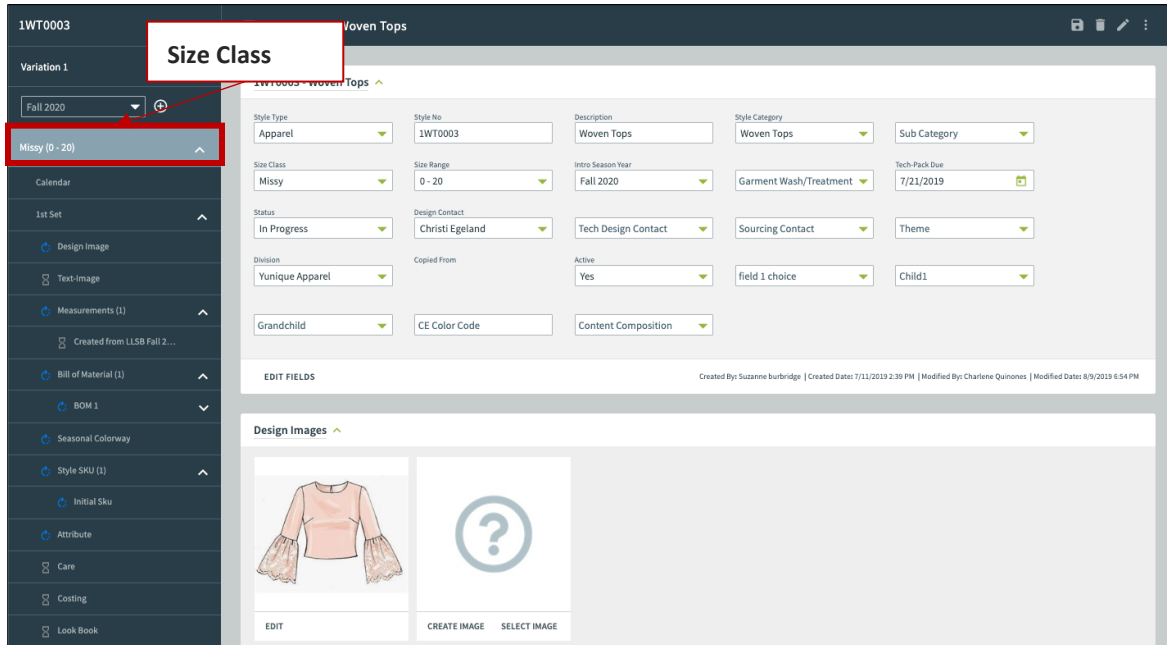 1WT0003
Woven Tops
Size Class
Variation 1
Fall 2020
Missy (0 - 20)
Calendar
1st Set
Design Image
Text-Image
Measurements (1)
Created from LLSB Fall 2...
Bill of Material (1)
BOM 1
Seasonal Colorway
Style SKU (1)
Initial Sku
Attribute
Care
Costing
Look Book
1WT0003 - Woven Tops
Style Type
Apparel
Style No
1WT0003
Description
Woven Tops
Style Category
Woven Tops
Sub Category
Size Class
Missy
Size Range
0 - 20
Intro Season Year
Fall 2020
Garment Wash/Treatment
Tech-Pack Due
7/21/2019
Status
In Progress
Design Contact
Christi Egeland
Tech Design Contact
Sourcing Contact
Theme
Division
Yunique Apparel
Copied From
Active
Yes
field 1 choice
Child1
Grandchild
CE Color Code
Content Composition
EDIT FIELDS
Created By: Suzanne burbridge | Created Date: 7/11/2019 2:39 PM | Modified By: Charlene Quinones | Modified Date: 8/9/2019 6:54 PM
Design Images
?
EDIT
CREATE IMAGE SELECT IMAGE